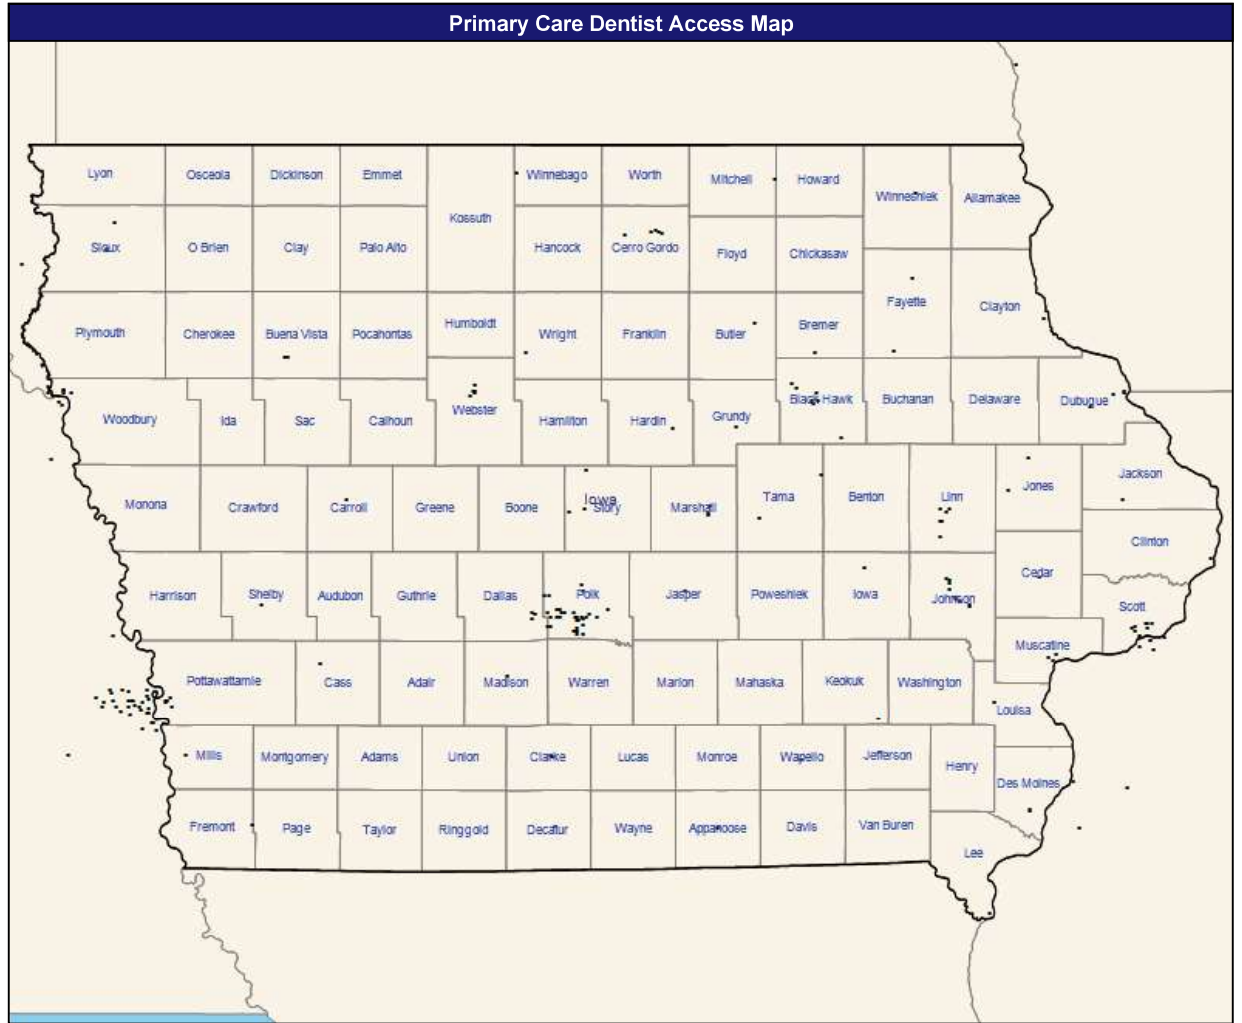 Primary Care Dentist Access Map
Lyon Osceola Dickinson Emmet Winnebago Worth Mitchell Howard
Winneshiek Allamakee
Kossuth
Sioux O Brien Clay Palo Alto Hancock Cerro Gordo Floyd Chickasaw
Fayette Clayton
Plymouth Cherokee Buena Vista Pocahontas Humboldt Wright Franklin Butler Bremer
Woodbury Ida Sac Calhoun Webster Hamilton Hardin Grundy Black Hawk Buchanan Delaware Dubuque
Monona Crawford Carroll Greene Boone Iowa Story Marshall Tama Benton Linn Jones Jackson
Clinton
Harrison Shelby Audubon Guthrie Dallas Polk Jasper Poweshiek Iowa Johnson Cedar Scott
Muscatine
Pottawattamie Cass Adair Madison Warren Marion Mahaska Keokuk Washington
Louisa
Mills Montgomery Adams Union Clarke Lucas Monroe Wapello Jefferson Henry
Des Moines
Fremont Page Taylor Ringgold Decatur Wayne Appanoose Davis Van Buren
Lee